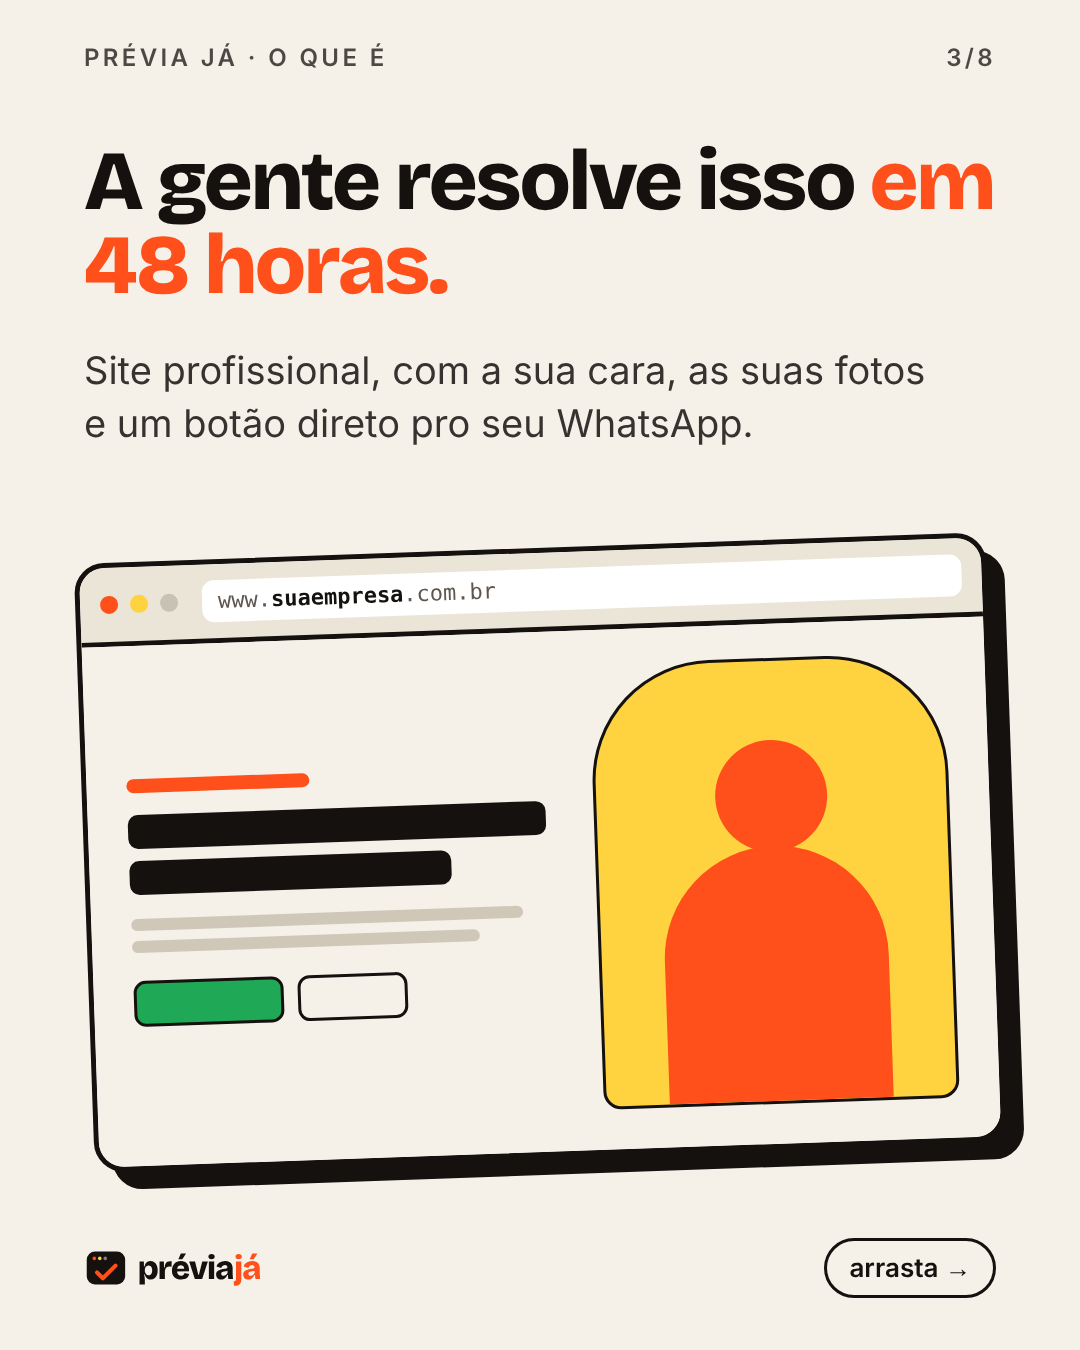 PRÉVIA JÁ · O QUE É
3/8
A gente resolve isso em
48 horas.
Site profissional, com a sua cara, as suas fotos
e um botão direto pro seu WhatsApp.
www.suaempresa.com.br
préviajá
arrasta →